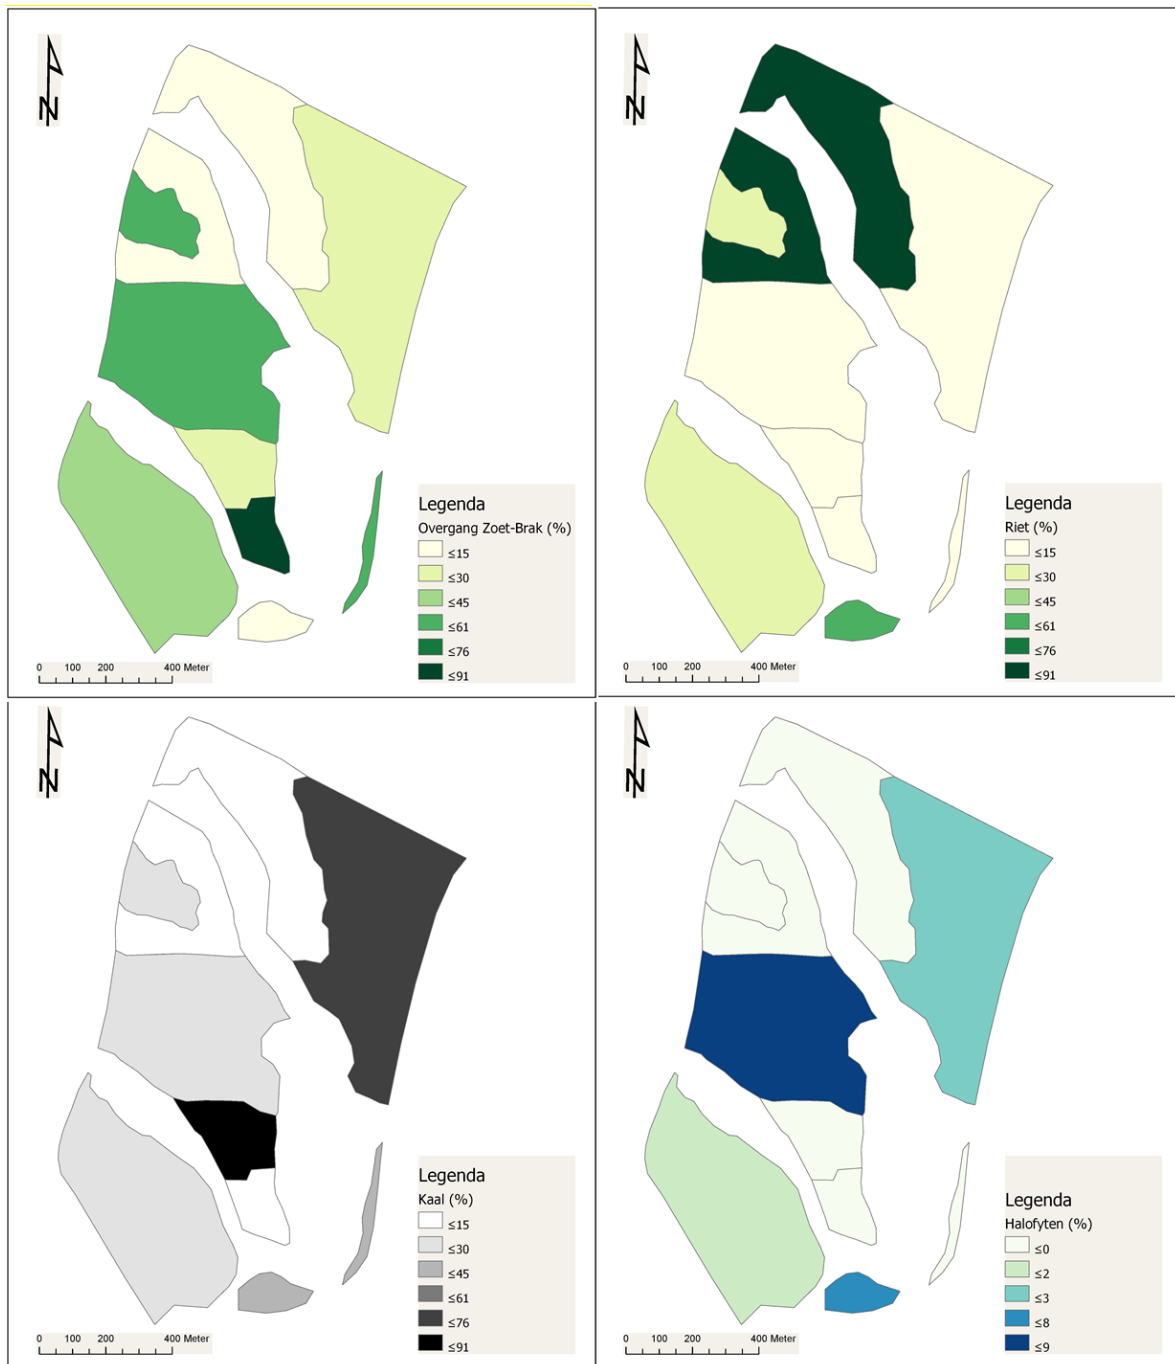 N
Legenda
Overgang Zoet-Brak (%)
≤15
≤30
≤45
≤61
≤76
≤91
0 100 200 400 Meter
N
Legenda
Riet (%)
≤15
≤30
≤45
≤61
≤76
≤91
0 100 200 400 Meter
N
Legenda
Kaal (%)
≤15
≤30
≤45
≤61
≤76
≤91
0 100 200 400 Meter
N
Legenda
Halofyten (%)
≤0
≤2
≤3
≤8
≤9
0 100 200 400 Meter